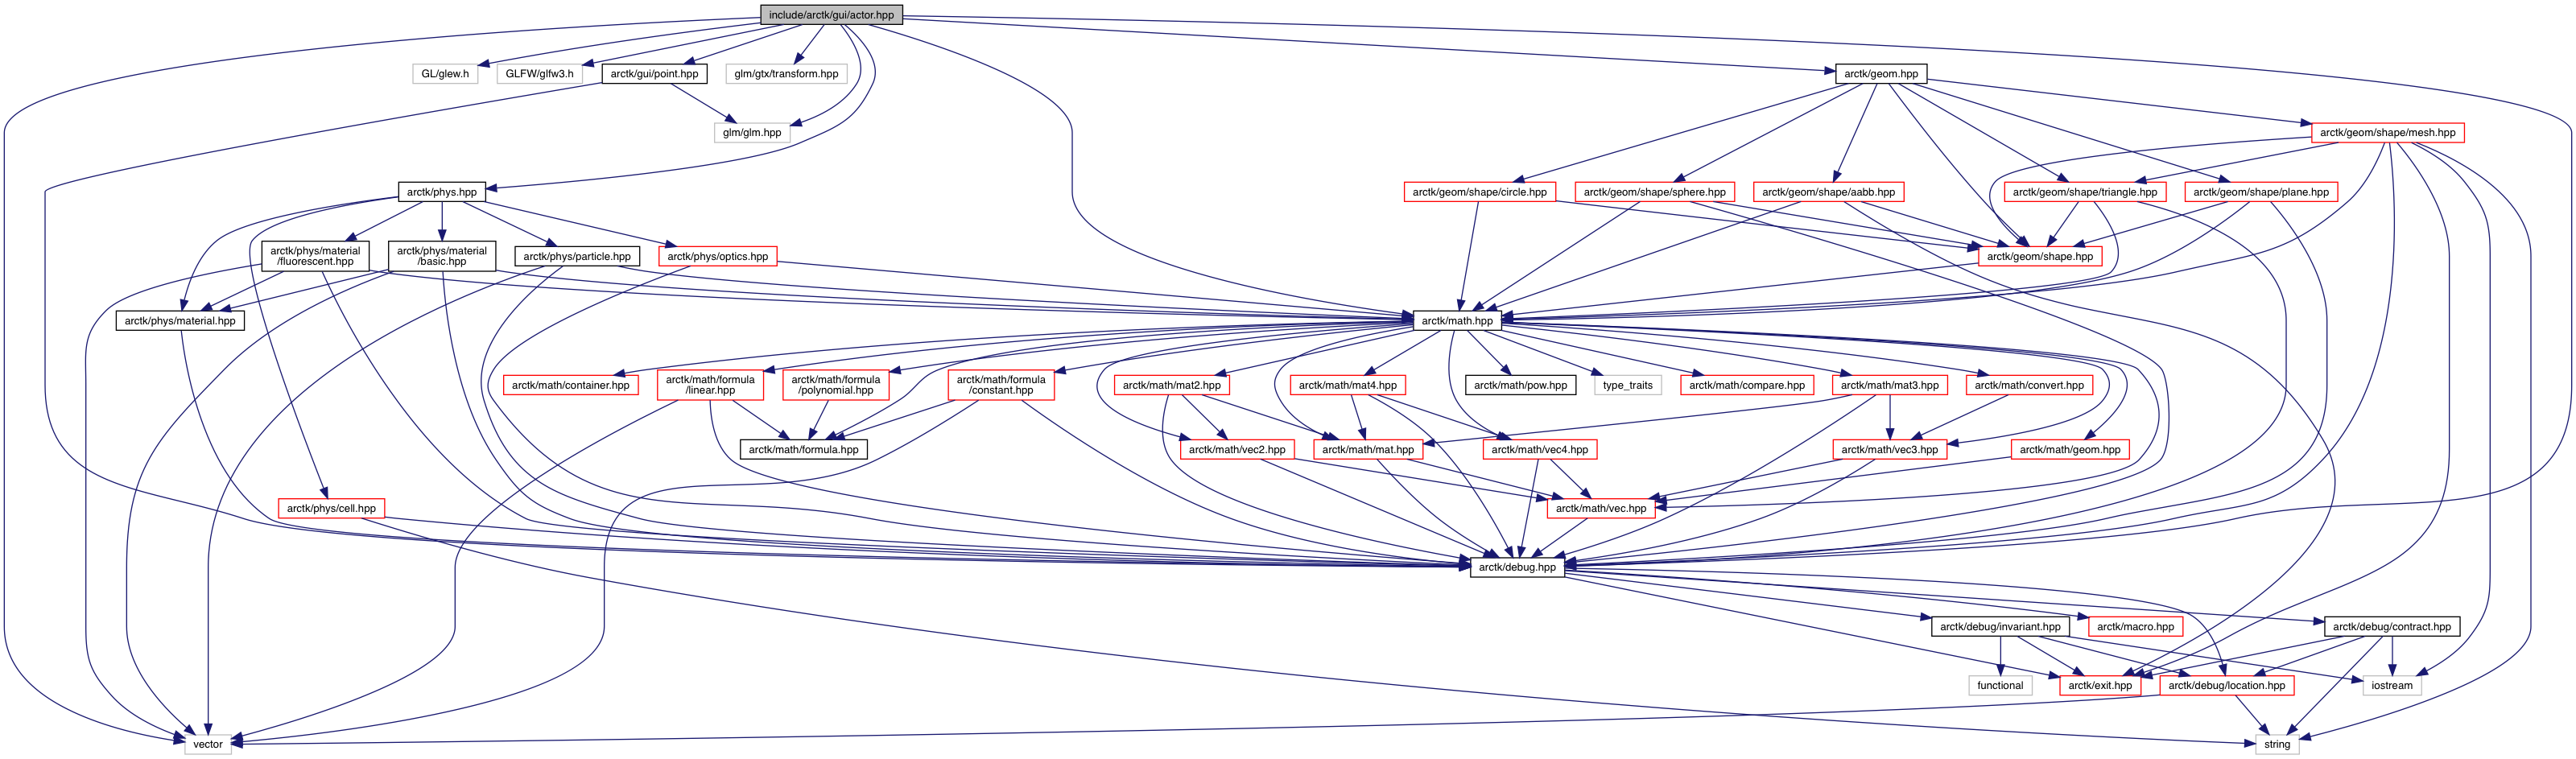 include/arctk/gui/actor.hpp
GL/glew.h
GLFW/glfw3.h
arctk/gui/point.hpp
glm/gtx/transform.hpp
arctk/geom.hpp
glm/glm.hpp
arctk/geom/shape/mesh.hpp
arctk/phys.hpp
arctk/geom/shape/circle.hpp
arctk/geom/shape/sphere.hpp
arctk/geom/shape/aabb.hpp
arctk/geom/shape/triangle.hpp
arctk/geom/shape/plane.hpp
arctk/phys/material
/fluorescent.hpp
arctk/phys/material
/basic.hpp
arctk/phys/particle.hpp
arctk/phys/optics.hpp
arctk/geom/shape.hpp
arctk/phys/material.hpp
arctk/math.hpp
arctk/math/container.hpp
arctk/math/formula
/linear.hpp
arctk/math/formula
/polynomial.hpp
arctk/math/formula
/constant.hpp
arctk/math/mat2.hpp
arctk/math/mat4.hpp
arctk/math/pow.hpp
type_traits
arctk/math/compare.hpp
arctk/math/mat3.hpp
arctk/math/convert.hpp
arctk/math/formula.hpp
arctk/math/vec2.hpp
arctk/math/mat.hpp
arctk/math/vec4.hpp
arctk/math/vec3.hpp
arctk/math/geom.hpp
arctk/phys/cell.hpp
arctk/math/vec.hpp
arctk/debug.hpp
arctk/debug/invariant.hpp
arctk/macro.hpp
arctk/debug/contract.hpp
functional
arctk/exit.hpp
arctk/debug/location.hpp
iostream
vector
string